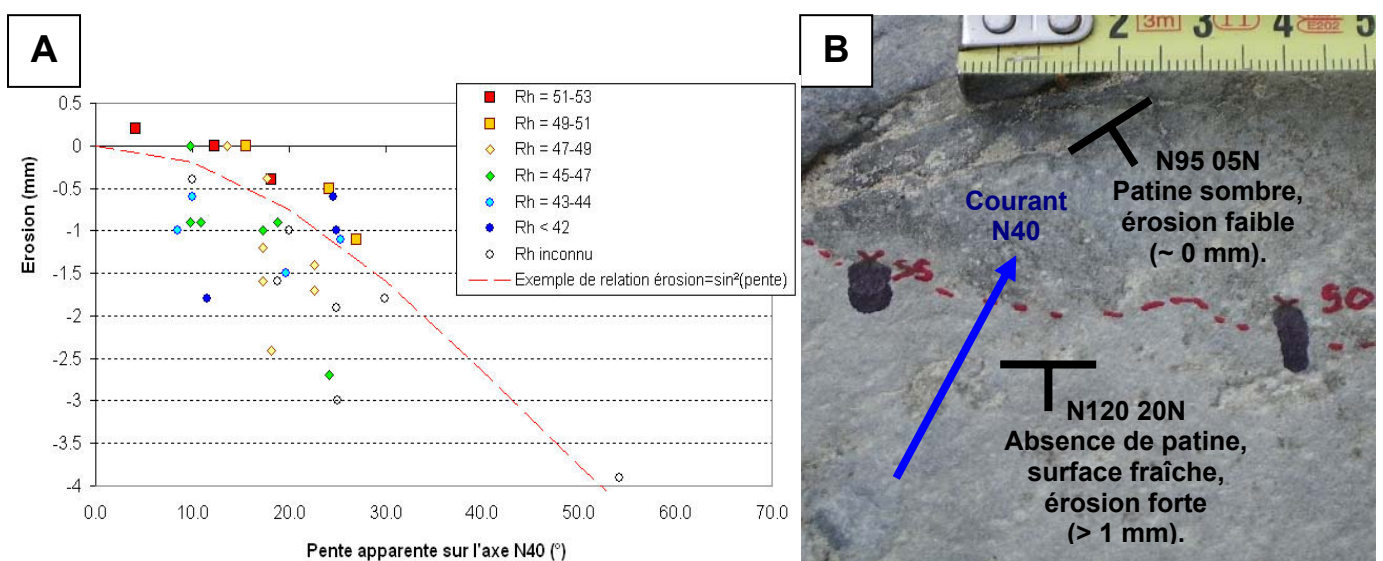 A
Rh = 51-53
Rh = 49-51
Rh = 47-49
Rh = 45-47
Rh = 43-44
Rh < 42
Rh inconnu
Exemple de relation érosion=sin²(pente)
Erosion (mm)
0.5
0
-0.5
-1
-1.5
-2
-2.5
-3
-3.5
-4
0.0 10.0 20.0 30.0 40.0 50.0 60.0 70.0
Pente apparente sur l'axe N40 (°)
B
2 3m 3 II 4 E202 5
N95 05N
Patine sombre,
érosion faible
(~ 0 mm).
Courant
N40
55
50
N120 20N
Absence de patine,
surface fraîche,
érosion forte
(> 1 mm).